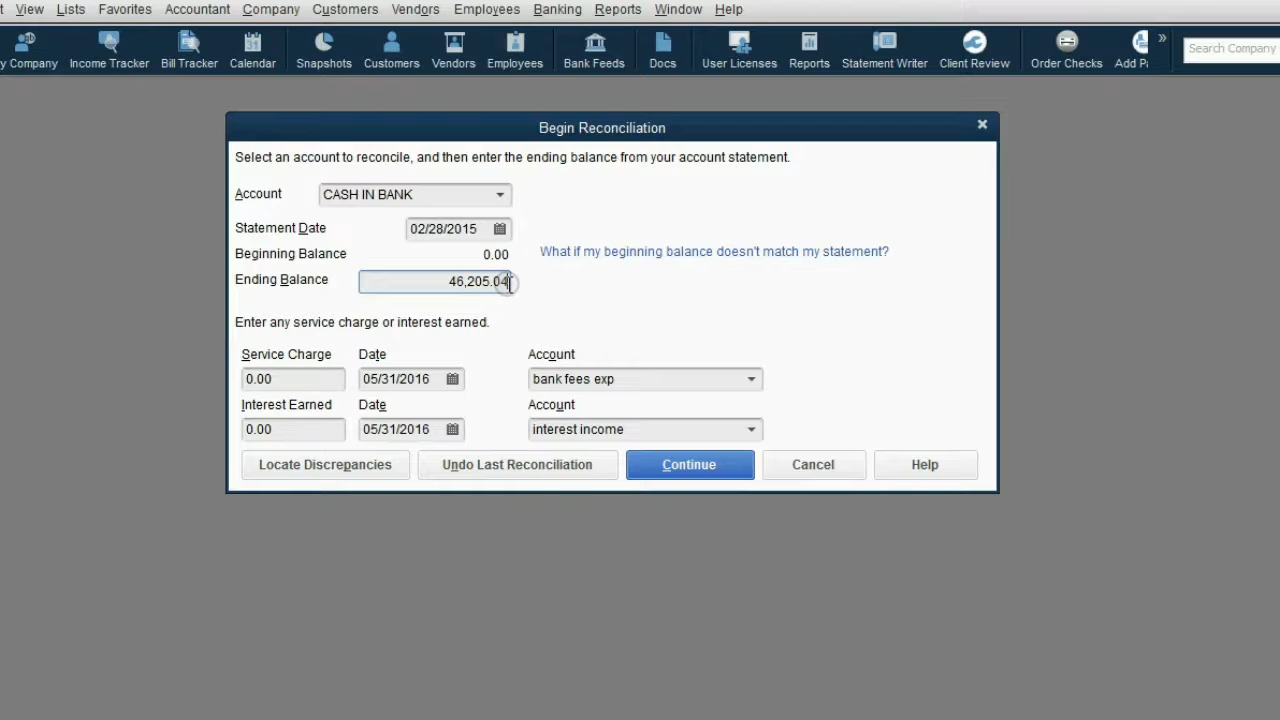 t View Lists Favorites Accountant Company Customers Vendors Employees Banking Reports Window Help
y Company Income Tracker Bill Tracker Calendar Snapshots Customers Vendors Employees Bank Feeds Docs User Licenses Reports Statement Writer Client Review Order Checks Add P » Search Company
Begin Reconciliation
Select an account to reconcile, and then enter the ending balance from your account statement.
Account CASH IN BANK
Statement Date 02/28/2015
Beginning Balance 0.00 What if my beginning balance doesn't match my statement?
Ending Balance 46,205.04
Enter any service charge or interest earned.
Service Charge Date Account
0.00 05/31/2016 bank fees exp
Interest Earned Date Account
0.00 05/31/2016 interest income
Locate Discrepancies Undo Last Reconciliation Continue Cancel Help